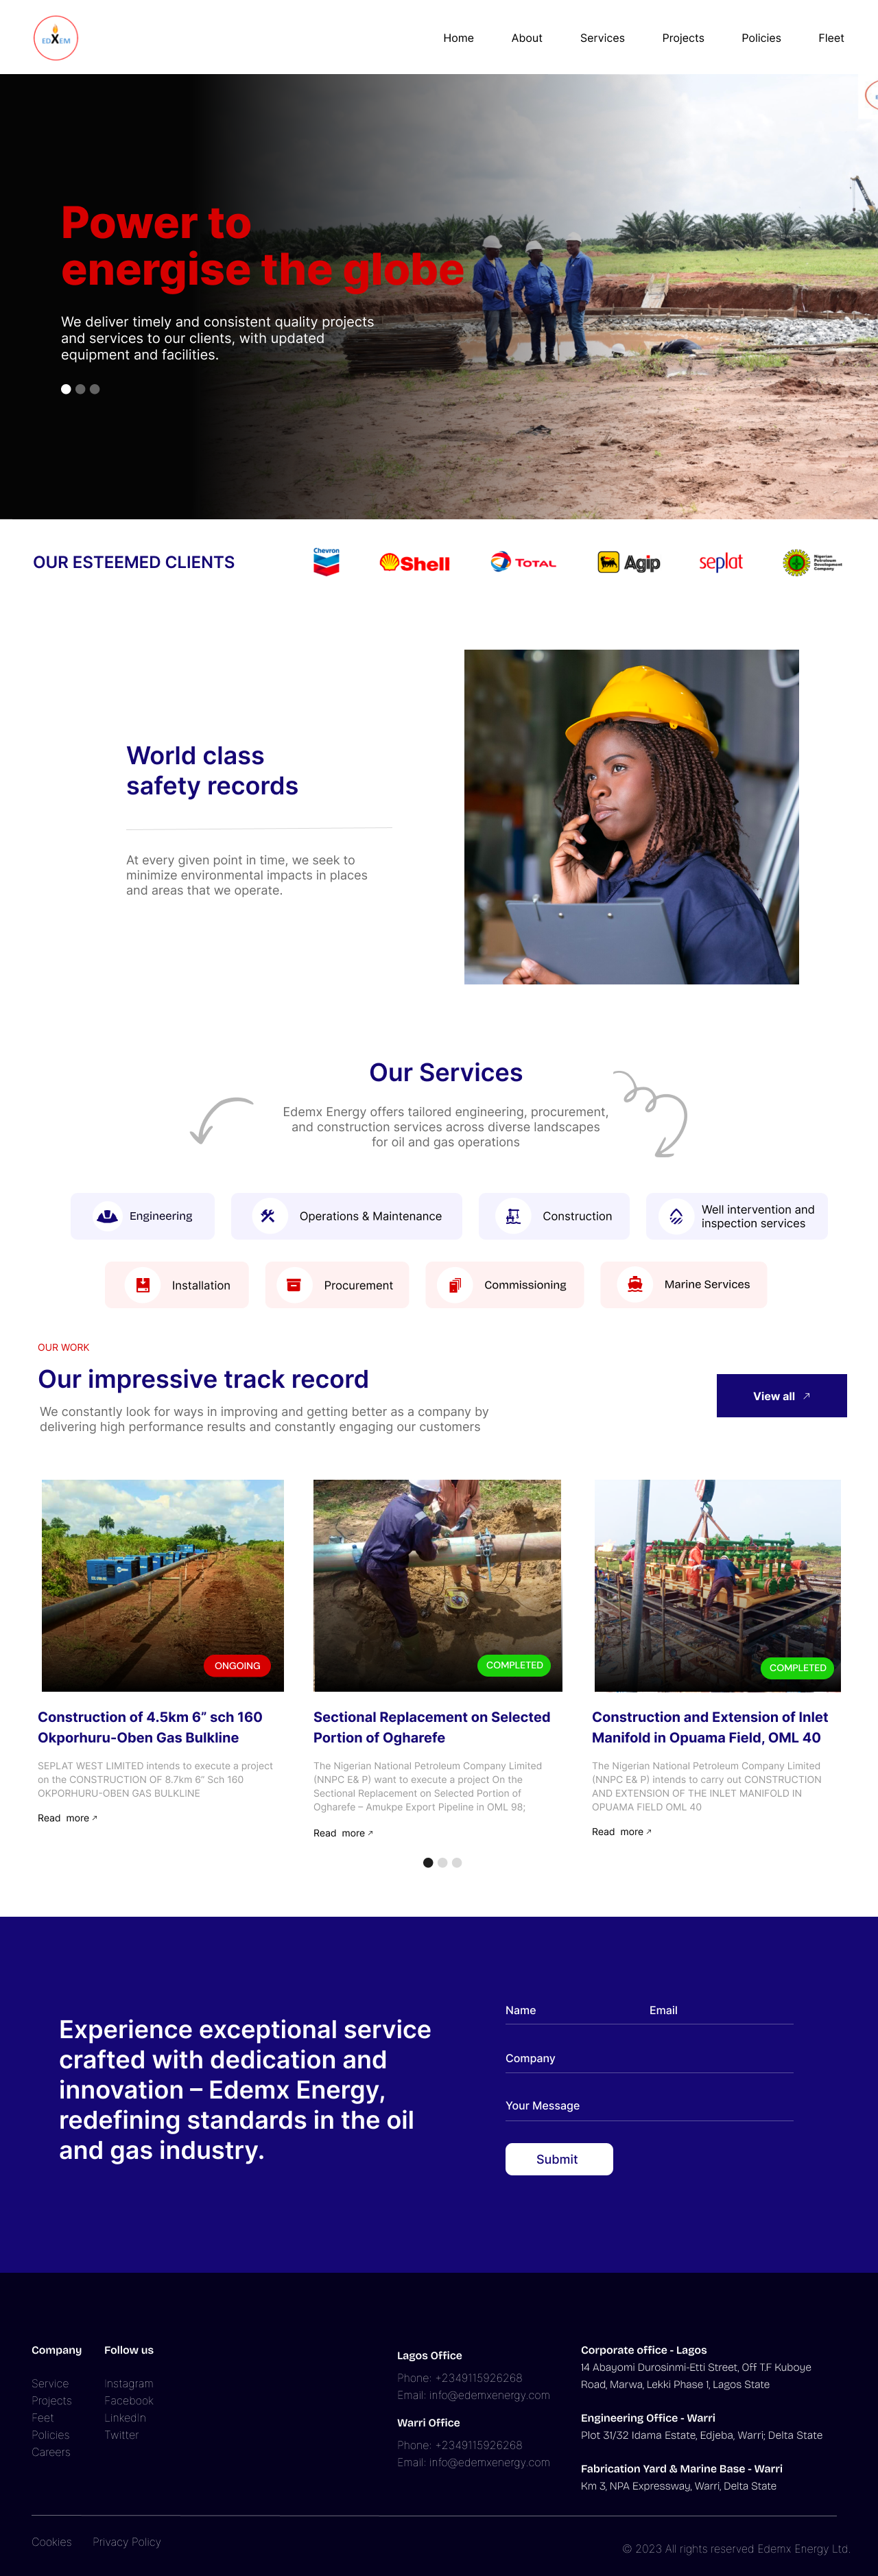 EDXEM
Home
About
Services
Projects
Policies
Fleet
Power to
energise the globe
We deliver timely and consistent quality projects
and services to our clients, with updated
equipment and facilities.
OUR ESTEEMED CLIENTS
Chevron
Shell
TOTAL
Agip
seplat
Nigerian
Petroleum
Development
Company
World class
safety records
At every given point in time, we seek to
minimize environmental impacts in places
and areas that we operate.
Our Services
Edemx Energy offers tailored engineering, procurement,
and construction services across diverse landscapes
for oil and gas operations
Engineering
Operations & Maintenance
Construction
Well intervention and
inspection services
Installation
Procurement
Commissioning
Marine Services
OUR WORK
Our impressive track record
We constantly look for ways in improving and getting better as a company by
delivering high performance results and constantly engaging our customers
View all
ONGOING
COMPLETED
COMPLETED
Construction of 4.5km 6” sch 160
Okporhuru-Oben Gas Bulkline
SEPLAT WEST LIMITED intends to execute a project
on the CONSTRUCTION OF 8.7km 6” Sch 160
OKPORHURU-OBEN GAS BULKLINE
Read more
Sectional Replacement on Selected
Portion of Ogharefe
The Nigerian National Petroleum Company Limited
(NNPC E& P) want to execute a project On the
Sectional Replacement on Selected Portion of
Ogharefe – Amukpe Export Pipeline in OML 98;
Read more
Construction and Extension of Inlet
Manifold in Opuama Field, OML 40
The Nigerian National Petroleum Company Limited
(NNPC E& P) intends to carry out CONSTRUCTION
AND EXTENSION OF THE INLET MANIFOLD IN
OPUAMA FIELD OML 40
Read more
Experience exceptional service
crafted with dedication and
innovation – Edemx Energy,
redefining standards in the oil
and gas industry.
Name
Email
Company
Your Message
Submit
Company
Service
Projects
Feet
Policies
Careers
Follow us
Instagram
Facebook
LinkedIn
Twitter
Lagos Office
Phone: +2349115926268
Email: info@edemxenergy.com
Warri Office
Phone: +2349115926268
Email: info@edemxenergy.com
Corporate office - Lagos
14 Abayomi Durosinmi-Etti Street, Off T.F Kuboye
Road, Marwa, Lekki Phase 1, Lagos State
Engineering Office - Warri
Plot 31/32 Idama Estate, Edjeba, Warri; Delta State
Fabrication Yard & Marine Base - Warri
Km 3, NPA Expressway, Warri, Delta State
Cookies
Privacy Policy
© 2023 All rights reserved Edemx Energy Ltd.